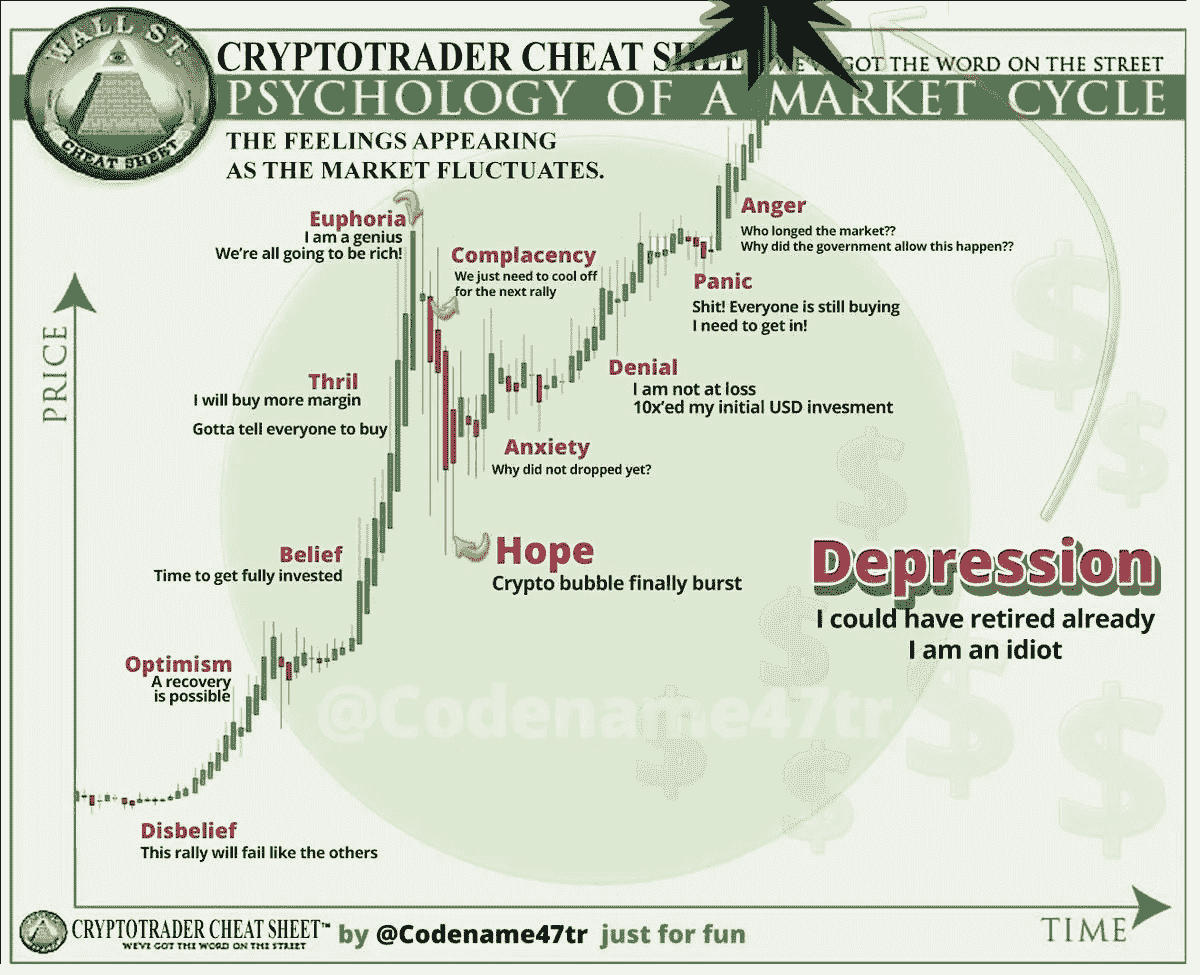 WALL ST.
CHEAT SHEET
CRYPTOTRADER CHEAT SHEE
WE'VE GOT THE WORD ON THE STREET
PSYCHOLOGY OF A MARKET CYCLE
THE FEELINGS APPEARING
AS THE MARKET FLUCTUATES.
Euphoria
I am a genius
We're all going to be rich!
Complacency
We just need to cool off
for the next rally
Anger
Who longed the market??
Why did the government allow this happen??
Panic
Shit! Everyone is still buying
I need to get in!
PRICE
Thril
I will buy more margin
Gotta tell everyone to buy
Denial
I am not at loss
10x'ed my initial USD invesment
Anxiety
Why did not dropped yet?
Belief
Time to get fully invested
Hope
Crypto bubble finally burst
Depression
I could have retired already
I am an idiot
Optimism
A recovery
is possible
@Codename47tr
Disbelief
This rally will fail like the others
TIME
CRYPTOTRADER CHEAT SHEET™
WE'VE GOT THE WORD ON THE STREET
by @Codename47tr just for fun